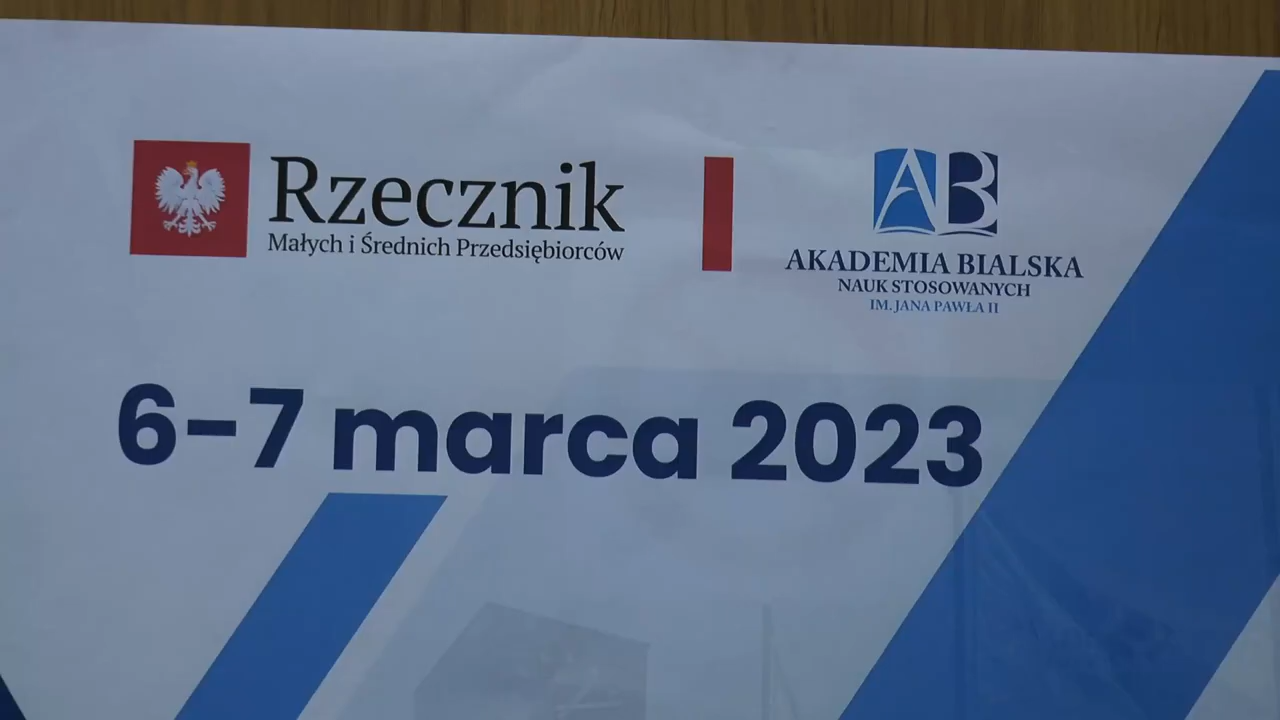 Rzecznik
Małych i Średnich Przedsiębiorców
AB
AKADEMIA BIALSKA
NAUK STOSOWANYCH
IM. JANA PAWŁA II
6–7 marca 2023